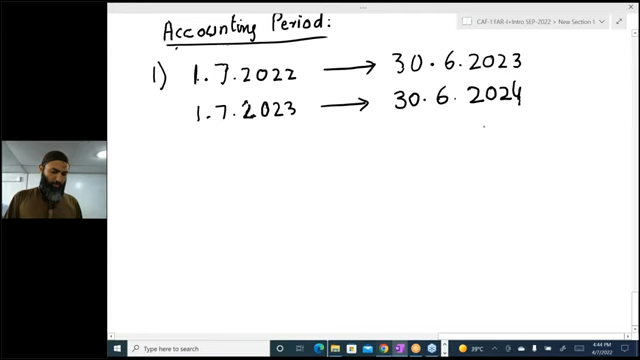 CAF-1 FAR-I+Intro SEP-2022 > New Section 1
Accounting Period:
1) 1.7.2022 → 30.6.2023
1.7.2023 → 30.6.2024
Type here to search
39°C
4:44 PM
4/7/2022